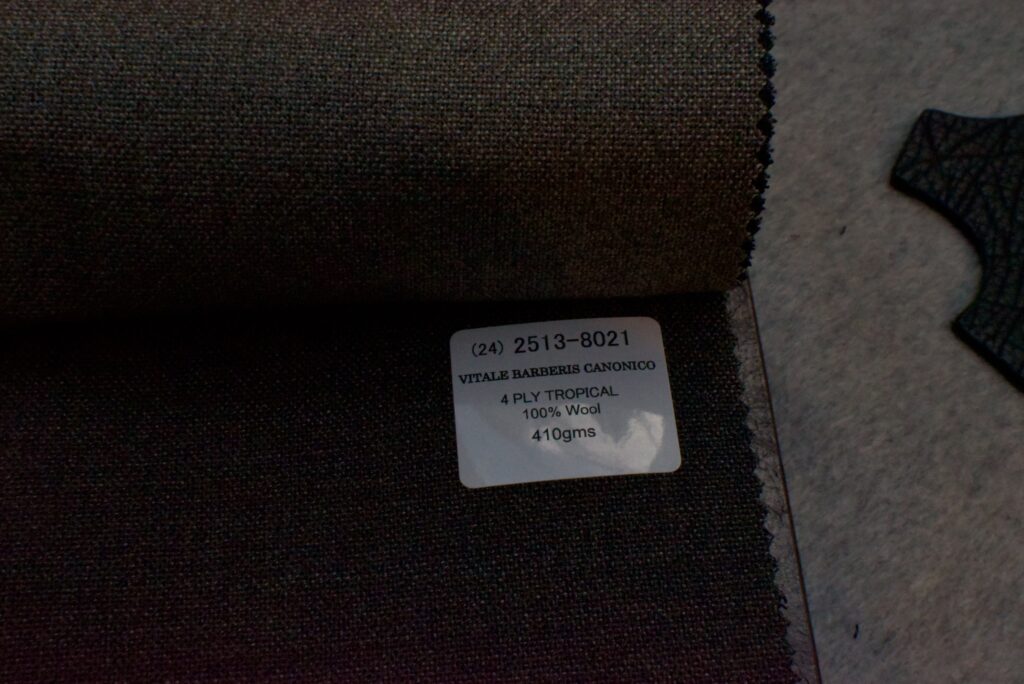 (24) 2513-8021
VITALE BARBERIS CANONICO
4 PLY TROPICAL
100% Wool
410gms